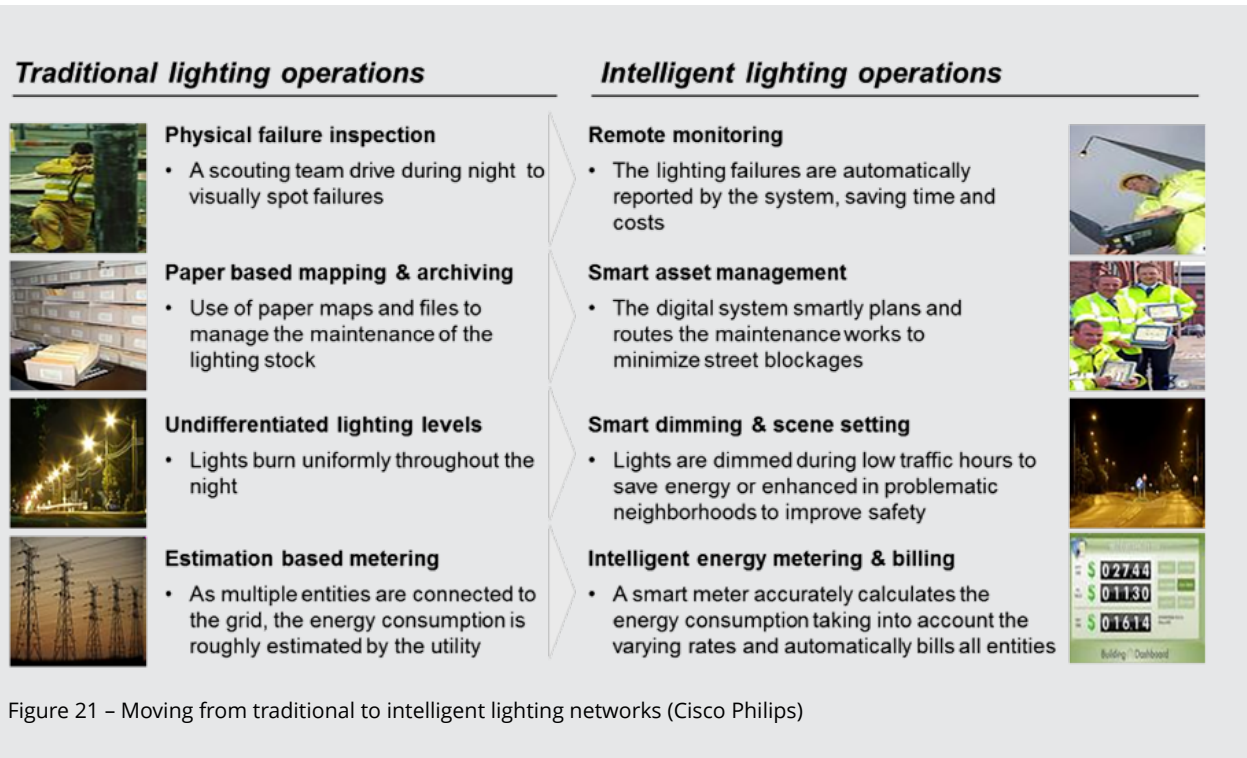 Traditional lighting operations
Intelligent lighting operations
Physical failure inspection
• A scouting team drive during night to
visually spot failures
Remote monitoring
• The lighting failures are automatically
reported by the system, saving time and
costs
Paper based mapping & archiving
• Use of paper maps and files to
manage the maintenance of the
lighting stock
Smart asset management
• The digital system smartly plans and
routes the maintenance works to
minimize street blockages
Undifferentiated lighting levels
• Lights burn uniformly throughout the
night
Smart dimming & scene setting
• Lights are dimmed during low traffic hours to
save energy or enhanced in problematic
neighborhoods to improve safety
Estimation based metering
• As multiple entities are connected to
the grid, the energy consumption is
roughly estimated by the utility
Intelligent energy metering & billing
• A smart meter accurately calculates the
energy consumption taking into account the
varying rates and automatically bills all entities
$ 02744
$ 01130
$ 016.14
Building Dashboard
Figure 21 – Moving from traditional to intelligent lighting networks (Cisco Philips)